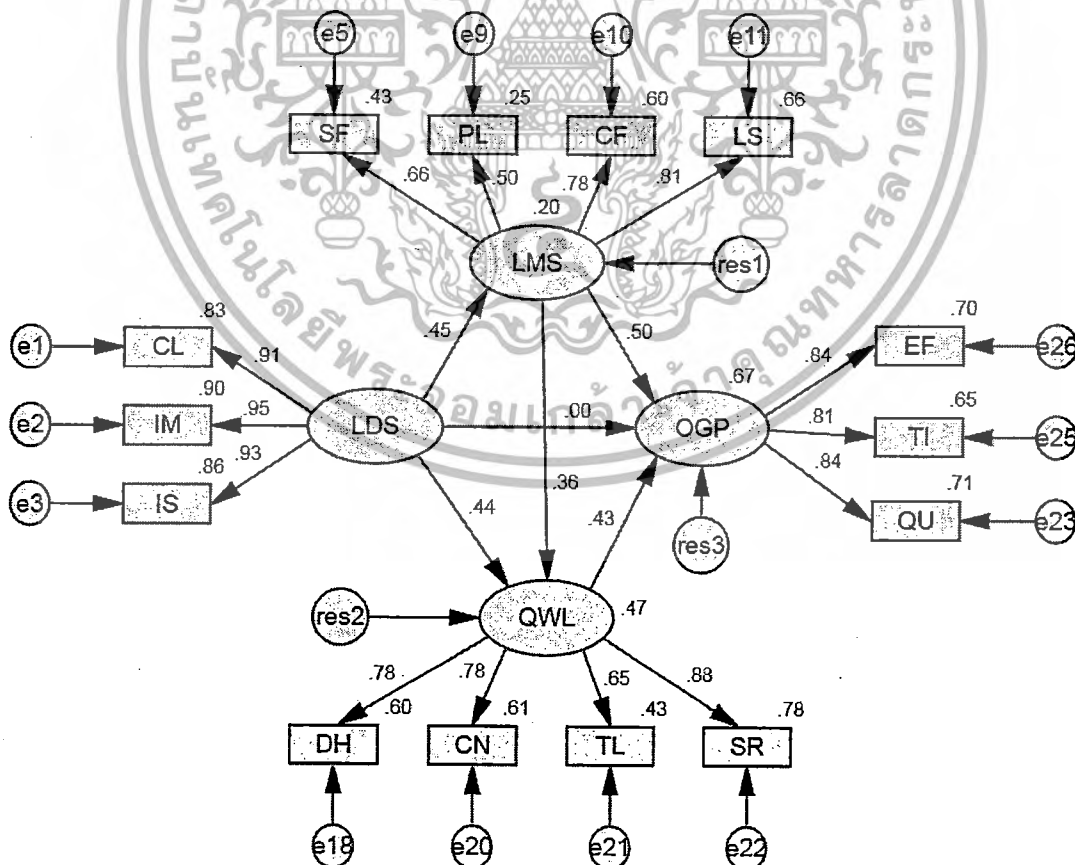 e5 e9 e10 e11
.43 .25 .60 .66
SF PL CF LS
.66 .50 .78 .81
.20
LMS res1
.83 .45 .50 .70
e1 CL .91 .84 EF e26
.90 .67 .65
e2 IM .95 LDS .00 OGP .81 TI e25
.86 .93 .36 .84 .71
e3 IS .44 .43 QU e23
res3
res2 QWL .47
.78 .78 .65 .88
.60 .61 .43 .78
DH CN TL SR
e18 e20 e21 e22